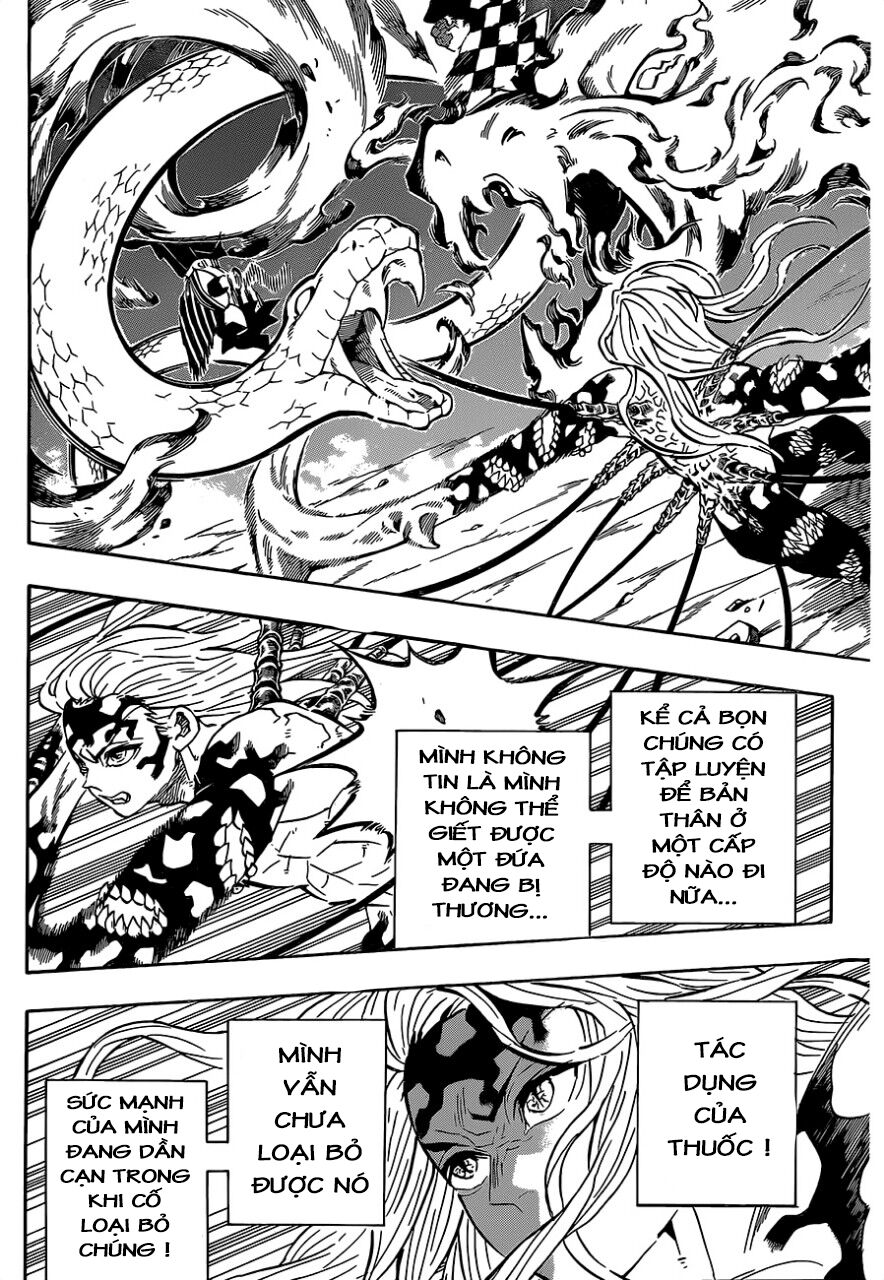 KỂ CẢ BỌN
CHÚNG CÓ
TẬP LUYỆN
ĐỂ BẢN
THÂN Ở
MỘT CẤP
ĐỘ NÀO ĐI
NỮA...
MÌNH KHÔNG
TIN LÀ MÌNH
KHÔNG THỂ
GIẾT ĐƯỢC
MỘT ĐỨA
ĐANG BỊ
THƯƠNG...
TÁC
DỤNG
CỦA
THUỐC !
MÌNH
VẪN
CHƯA
LOẠI BỎ
ĐƯỢC NÓ
SỨC MẠNH
CỦA MÌNH
ĐANG DẦN
CẠN TRONG
KHI CỐ
LOẠI BỎ
CHÚNG !